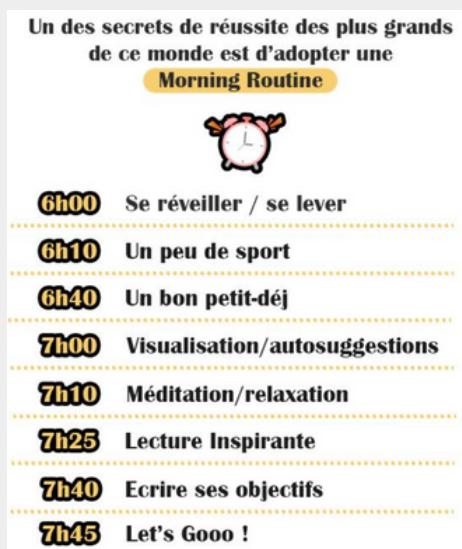 Un des secrets de réussite des plus grands
de ce monde est d'adopter une
Morning Routine
6h00 Se réveiller / se lever
6h10 Un peu de sport
6h40 Un bon petit-déj
7h00 Visualisation/autosuggestions
7h10 Méditation/relaxation
7h25 Lecture Inspirante
7h40 Ecrire ses objectifs
7h45 Let's Gooo !